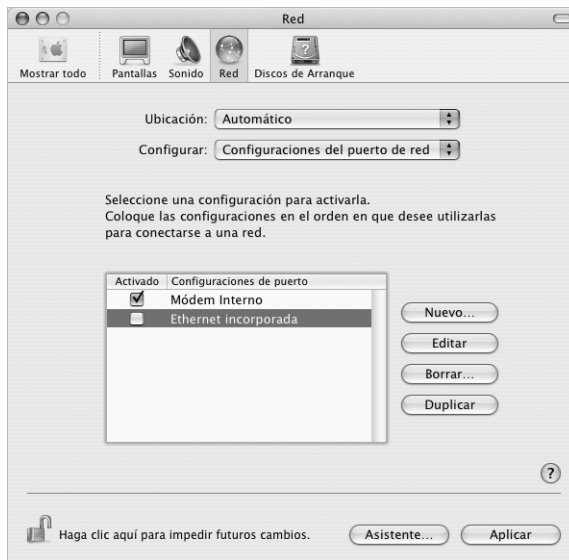 Red
Mostrar todo
Pantallas
Sonido
Red
Discos de Arranque
Ubicación: Automático
Configurar: Configuraciones del puerto de red
Seleccione una configuración para activarla.
Coloque las configuraciones en el orden en que desee utilizarlas
para conectarse a una red.
Activado Configuraciones de puerto
Módem Interno
Ethernet incorporada
Nuevo...
Editar
Borrar...
Duplicar
?
Haga clic aquí para impedir futuros cambios.
Asistente...
Aplicar